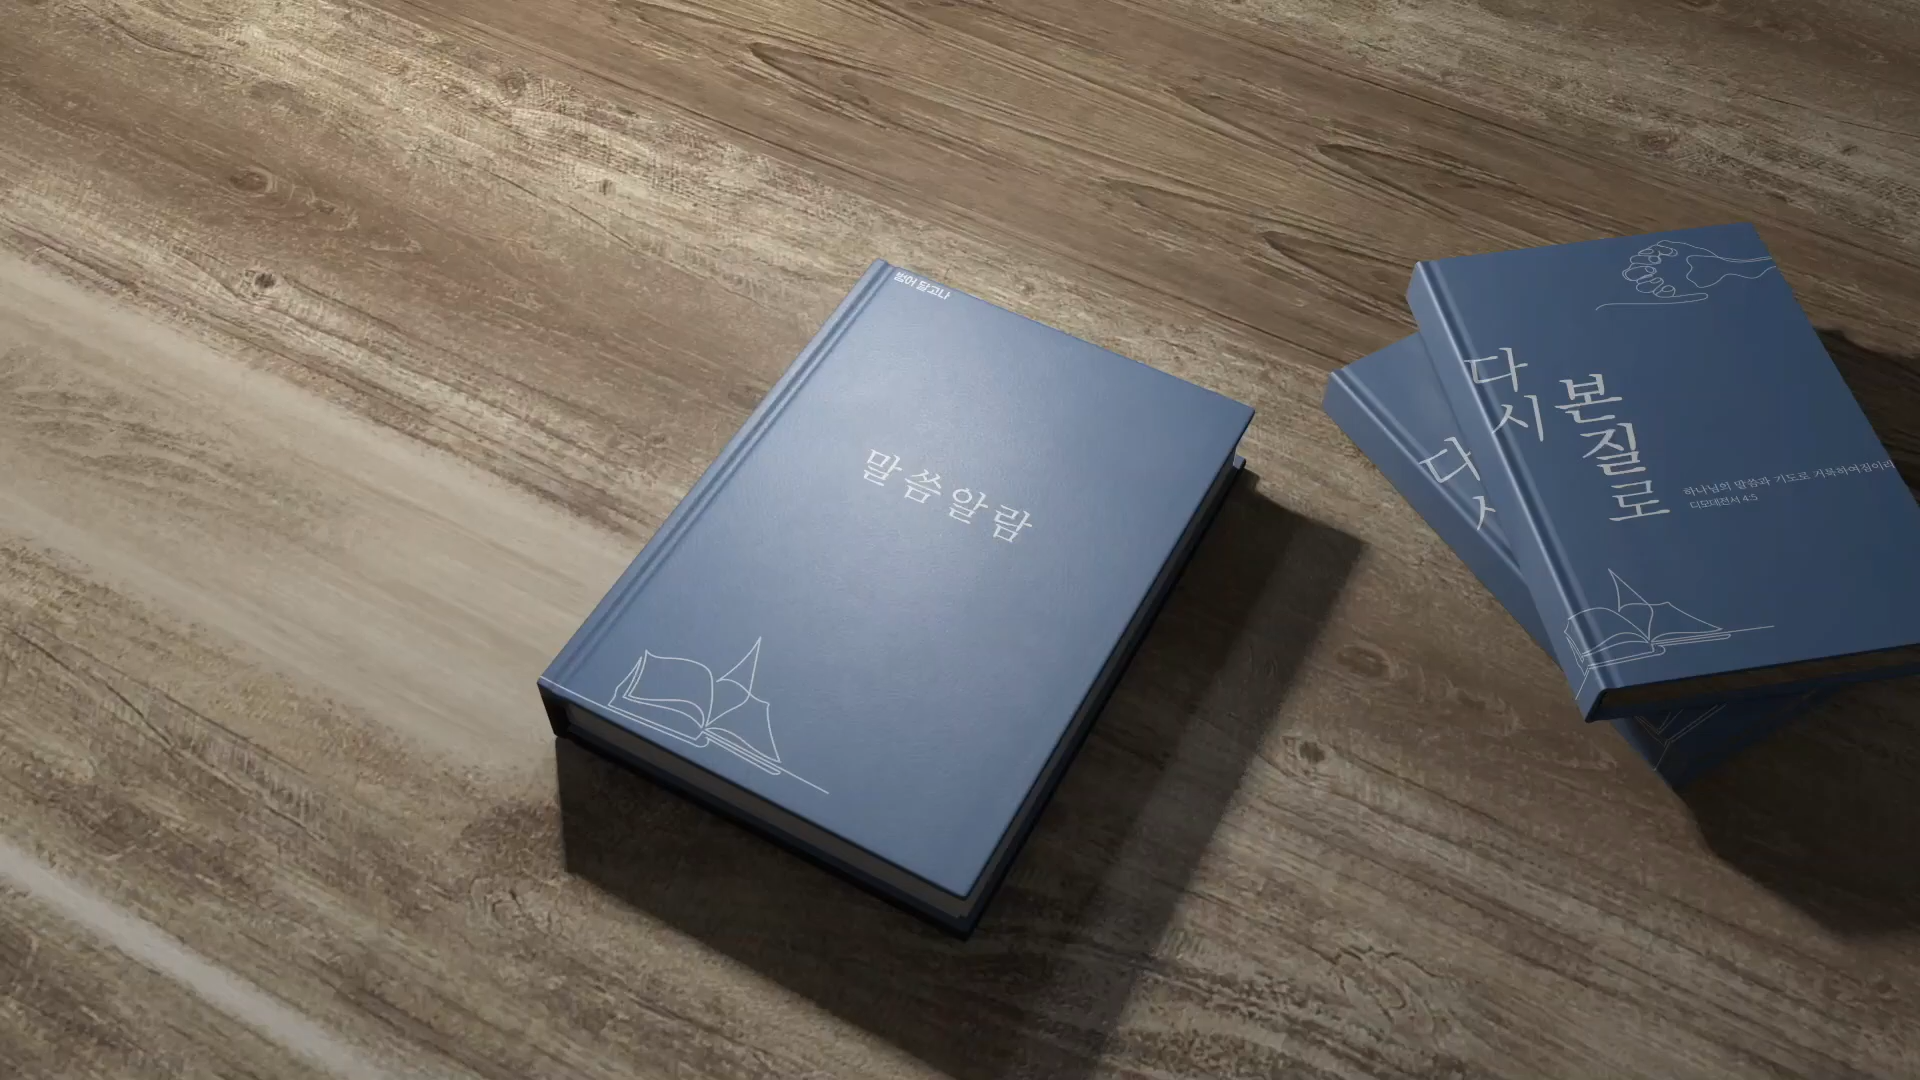 말씀알람
다시
본질로
하나님의 말씀과 기도로 거룩하여짐이라
디모데전서 4:5
다